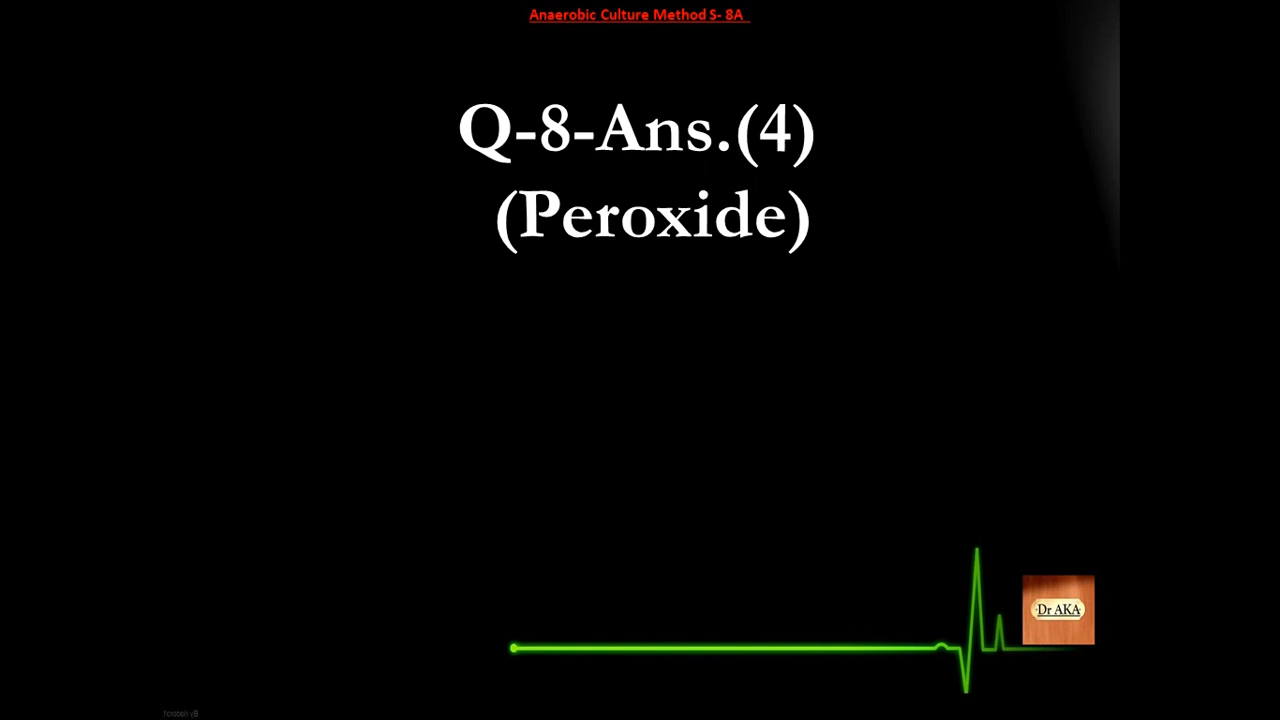 Anaerobic Culture Method S- 8A
Q-8-Ans.(4)
(Peroxide)
Dr AKA